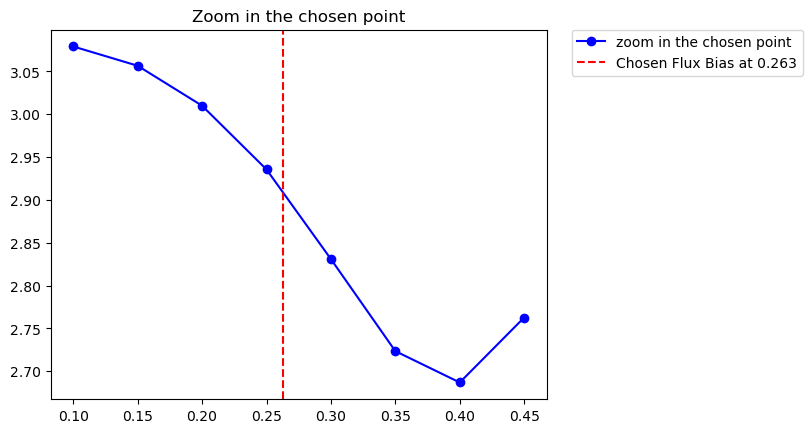 Zoom in the chosen point
zoom in the chosen point
Chosen Flux Bias at 0.263
3.05
3.00
2.95
2.90
2.85
2.80
2.75
2.70
0.10 0.15 0.20 0.25 0.30 0.35 0.40 0.45